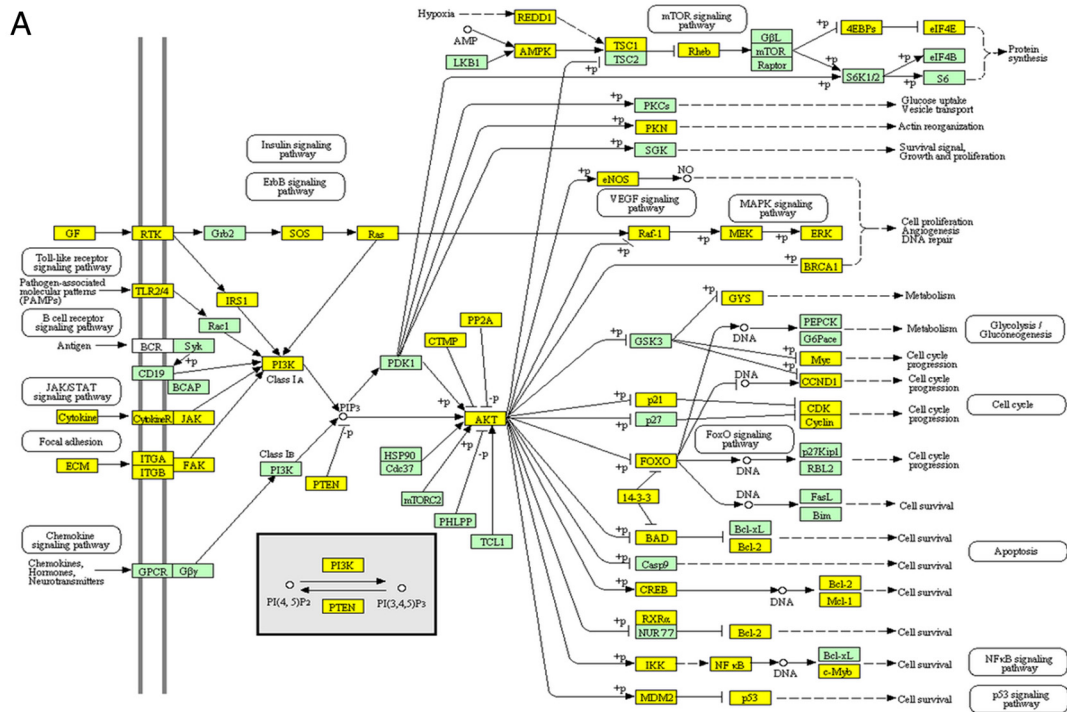 A
Hypoxia
REDD1
mTOR signaling
pathway
AMP
AMPK
LKB1
TSC1
TSC2
+p
Rheb
GβL
mTOR
Raptor
+p
4EBPs
eIF4E
+p
eIF4B
+p
S6K1/2
+p
S6
Protein
synthesis
+p
PKCs
Glucose uptake
Vesicle transport
+p
PKN
Actin reorganization
+p
SGK
Survival signal,
Growth and proliferation
Insulin signaling
pathway
ErbB signaling
pathway
+p
eNOS
NO
VEGF signaling
pathway
MAPK signaling
pathway
GF
RTK
Grb2
SOS
Ras
Raf-1
+p
MEK
+p
ERK
+p
BRCA1
Cell proliferation
Angiogenesis
DNA repair
Toll-like receptor
signaling pathway
Pathogen-associated
molecular patterns
(PAMPs)
TLR2/4
IRS1
Rac1
B cell receptor
signaling pathway
Antigen
BCR
Syk
+p
CD19
BCAP
PI3K
Class IA
JAK/STAT
signaling pathway
Cytokine
CytokineR
JAK
Focal adhesion
ECM
ITGA
ITGB
FAK
Chemokine
signaling pathway
Chemokines,
Hormones,
Neurotransmitters
GPCR
Gβγ
Class IB
PI3K
PIP3
-p
PTEN
PDK1
PP2A
CTMP
+p
-p
AKT
HSP90
Cdc37
+p
-p
mTORC2
PHLPP
TCL1
PI3K
PI(4, 5)P2
PI(3,4,5)P3
PTEN
GYS
Metabolism
+p
GSK3
DNA
PEPCK
G6Pace
Metabolism
Glycolysis /
Gluconeogenesis
+p
Myc
Cell cycle
progression
+p
DNA
CCND1
Cell cycle
progression
+p
p21
+p
p27
CDK
Cyclin
Cell cycle
progression
Cell cycle
FoxO signaling
pathway
+p
FOXO
DNA
p27Kip1
RBL2
Cell cycle
progression
14-3-3
DNA
FasL
Bim
Cell survival
+p
BAD
Bcl-xL
Bcl-2
Cell survival
Apoptosis
+p
Casp9
Cell survival
+p
CREB
DNA
Bcl-2
Mcl-1
Cell survival
+p
RXRα
NUR77
Bcl-2
Cell survival
+p
IKK
NFκB
DNA
Bcl-xL
c-Myb
Cell survival
NFκB signaling
pathway
+p
MDM2
p53
Cell survival
p53 signaling
pathway